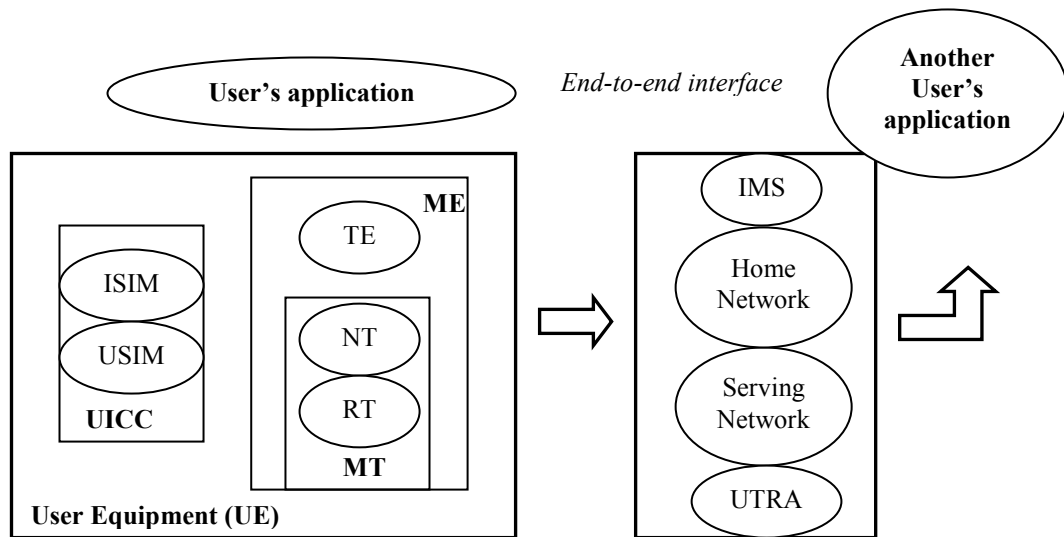 User's application
End-to-end interface
Another
User's
application
ME
TE
ISIM
USIM
UICC
NT
RT
MT
User Equipment (UE)
IMS
Home
Network
Serving
Network
UTRA